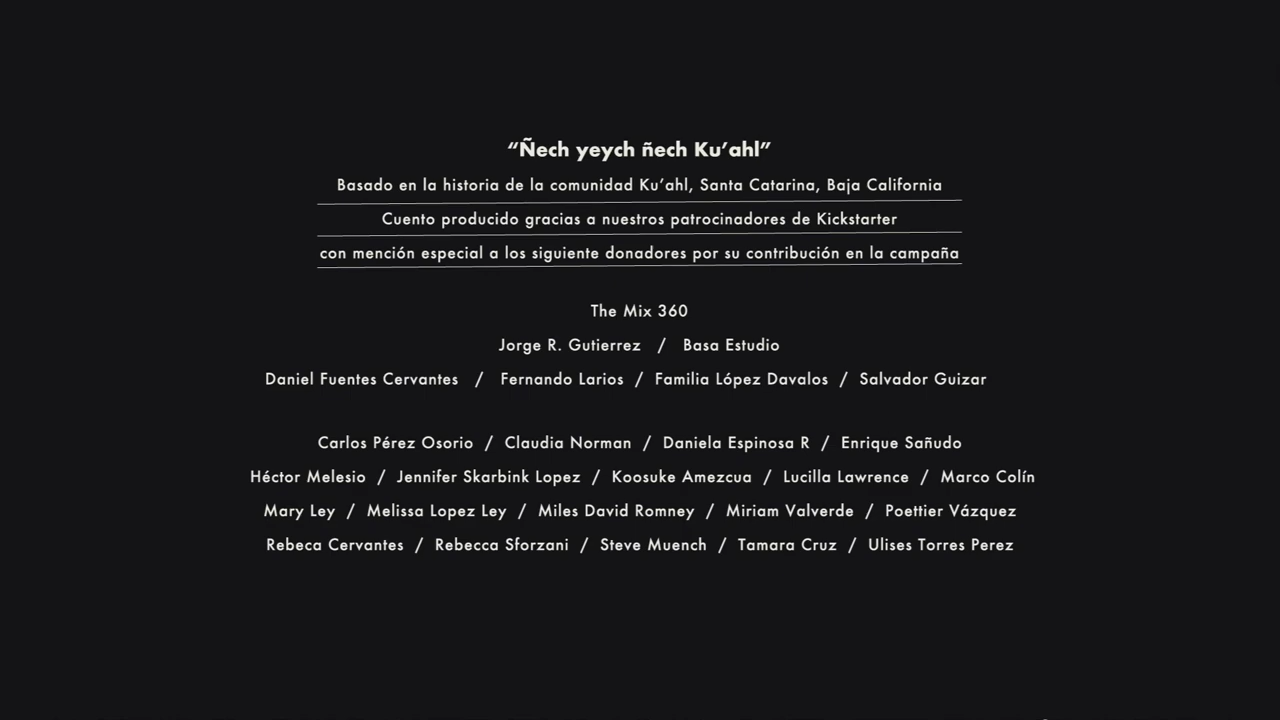 “Ñech yeych ñech Ku’ahl”
Basado en la historia de la comunidad Ku’ahl, Santa Catarina, Baja California
Cuento producido gracias a nuestros patrocinadores de Kickstarter
con mención especial a los siguiente donadores por su contribución en la campaña
The Mix 360
Jorge R. Gutierrez / Basa Estudio
Daniel Fuentes Cervantes / Fernando Larios / Familia López Davalos / Salvador Guizar
Carlos Pérez Osorio / Claudia Norman / Daniela Espinosa R / Enrique Sañudo
Héctor Melesio / Jennifer Skarbink Lopez / Koosuke Amezcua / Lucilla Lawrence / Marco Colín
Mary Ley / Melissa Lopez Ley / Miles David Romney / Miriam Valverde / Poettier Vázquez
Rebeca Cervantes / Rebecca Sforzani / Steve Muench / Tamara Cruz / Ulises Torres Perez